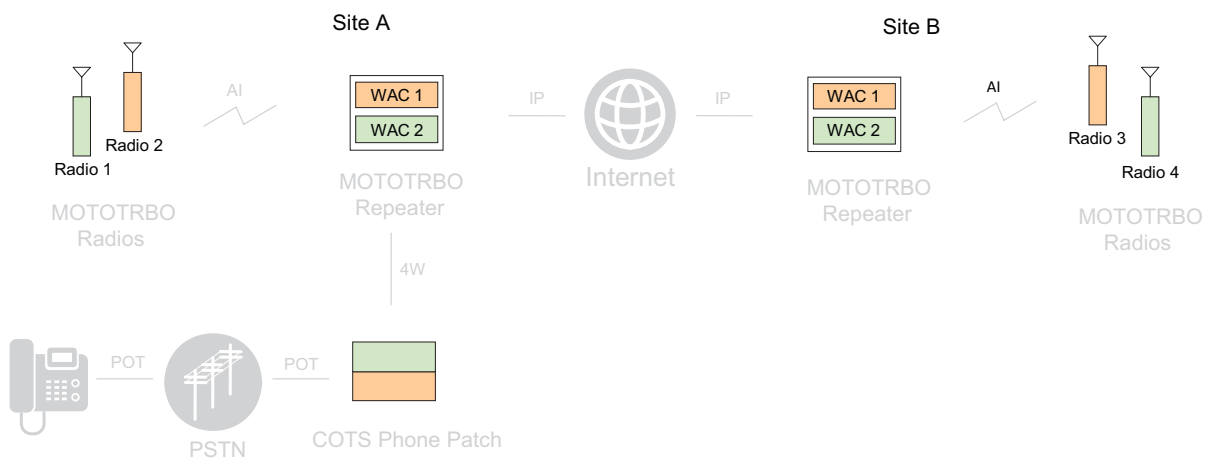 Site A
Site B
AI
WAC 1
WAC 2
IP
Internet
IP
WAC 1
WAC 2
AI
Radio 1
Radio 2
Radio 3
Radio 4
MOTOTRBO
Radios
MOTOTRBO
Repeater
MOTOTRBO
Repeater
MOTOTRBO
Radios
4W
POT
POT
PSTN
COTS Phone Patch